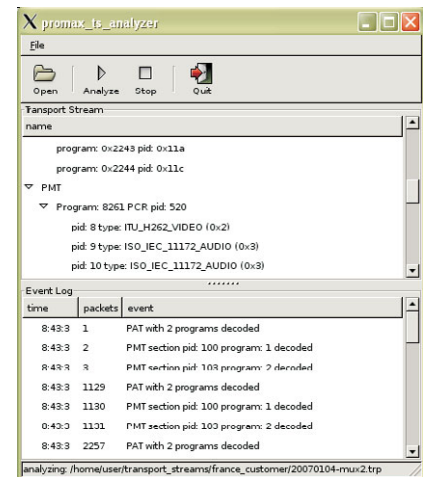 promax_ts_analyzer
File
Open Analyze Stop Quit
Transport Stream
name
program: 0x2243 pid: 0x11a
program: 0x2244 pid: 0x11c
PMT
Program: 8261 PCR pid: 520
pid: 8 type: ITU_H262_VIDEO (0x2)
pid: 9 type: ISO_IEC_11172_AUDIO (0x3)
pid: 10 type: ISO_IEC_11172_AUDIO (0x3)
Event Log
time packets event
8:43:3 1 PAT with 2 programs decoded
8:43:3 2 PMT section pid: 100 program: 1 decoded
8:43:3 3 PMT section pid: 103 program: 2 decoded
8:43:3 1129 PAT with 2 programs decoded
8:43:3 1130 PMT section pid: 100 program: 1 decoded
8:43:3 1131 PMT section pid: 103 program: 2 decoded
8:43:3 2257 PAT with 2 programs decoded
analyzing: /home/user/transport_streams/france_customer/20070104-mux2.trp